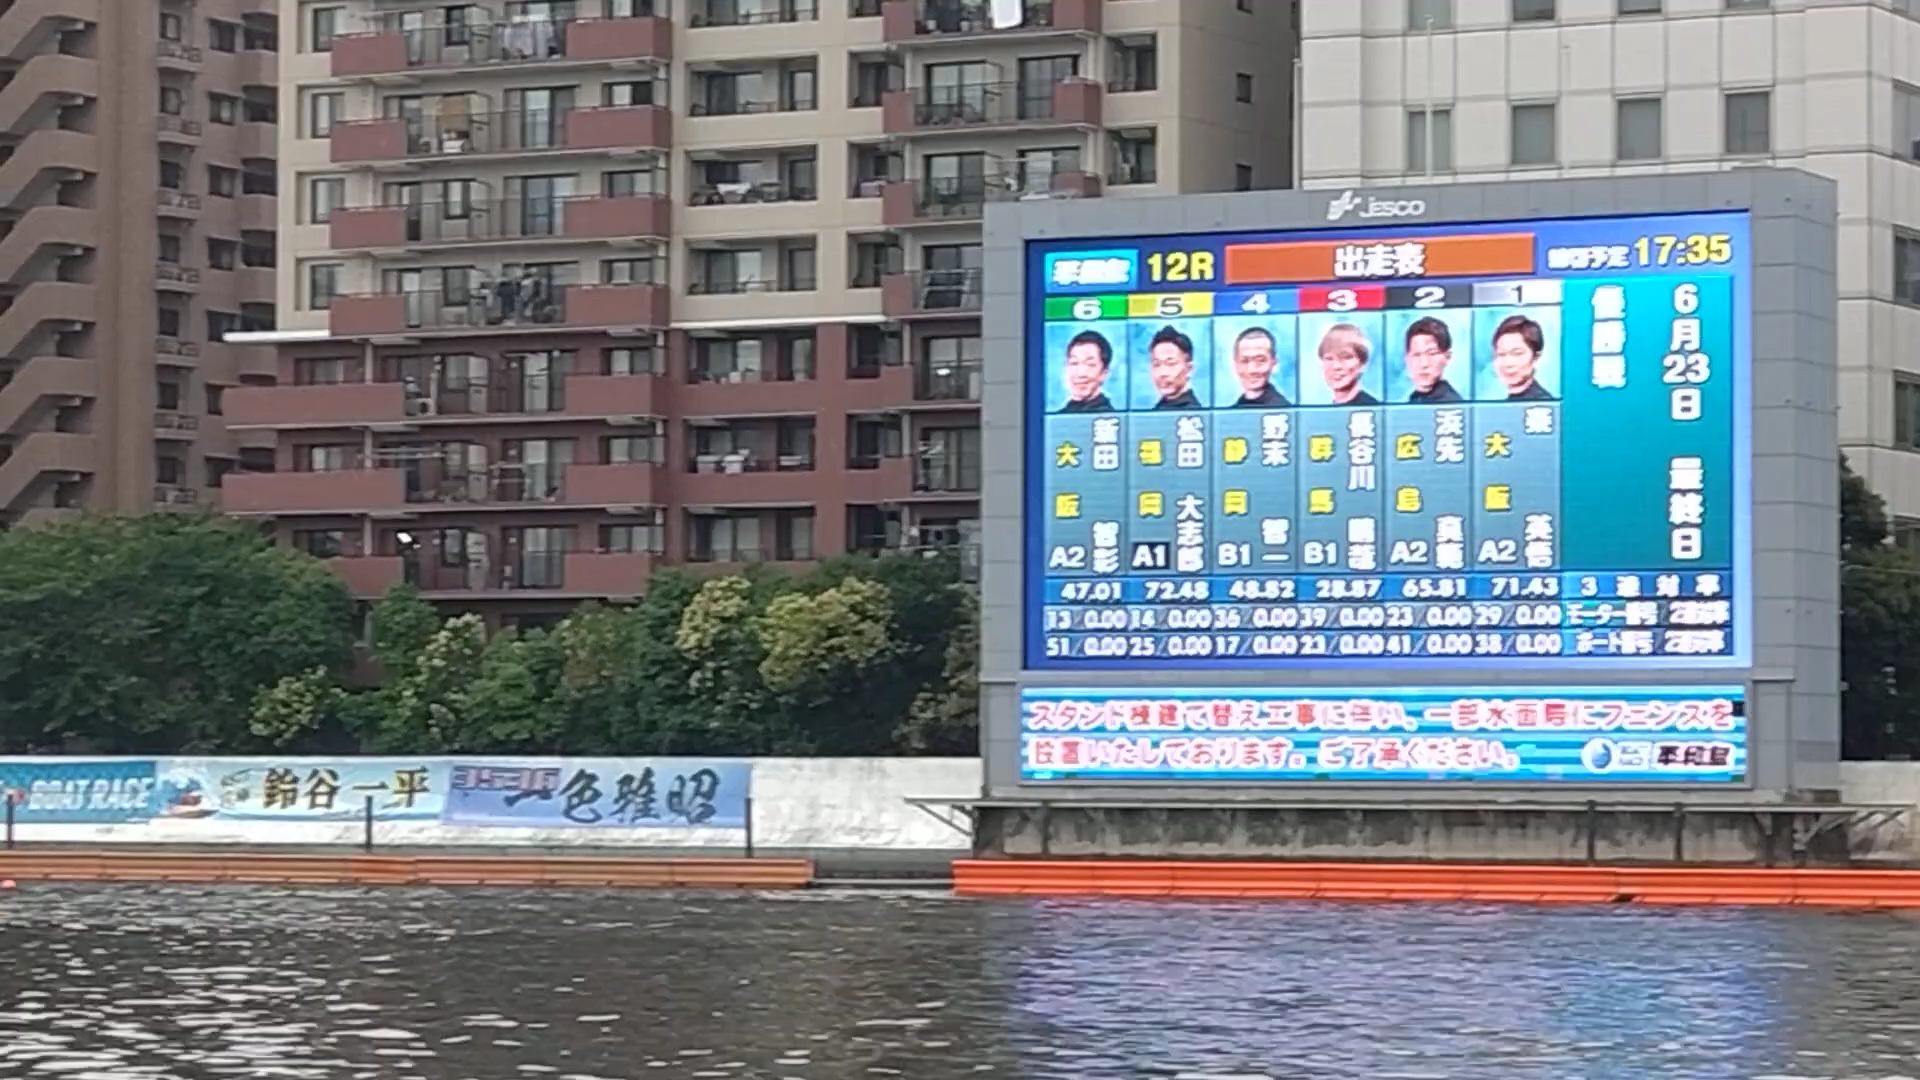 JESCO
平和島 12R 出走表 締切予定 17:35
6 5 4 3 2 1
優勝戦
6月23日 最終日
新田 智彰 大阪 A2
松田 大志郎 福岡 A1
野末 智一 静岡 B1
長谷川 晴哉 群馬 B1
浜先 真範 広島 A2
秦 英悟 大阪 A2
47.01 72.48 48.82 28.87 65.81 71.43 3連対率
13/0.00 14/0.00 36/0.00 39/0.00 23/0.00 29/0.00 モーター番号 2連対率
51/0.00 25/0.00 17/0.00 23/0.00 41/0.00 38/0.00 ボート番号 2連対率
スタンド棟建て替え工事に伴い、一部水面際にフェンスを
設置いたしております。ご了承ください。
平和島
BOAT RACE
鈴谷一平
3536
一色雅昭